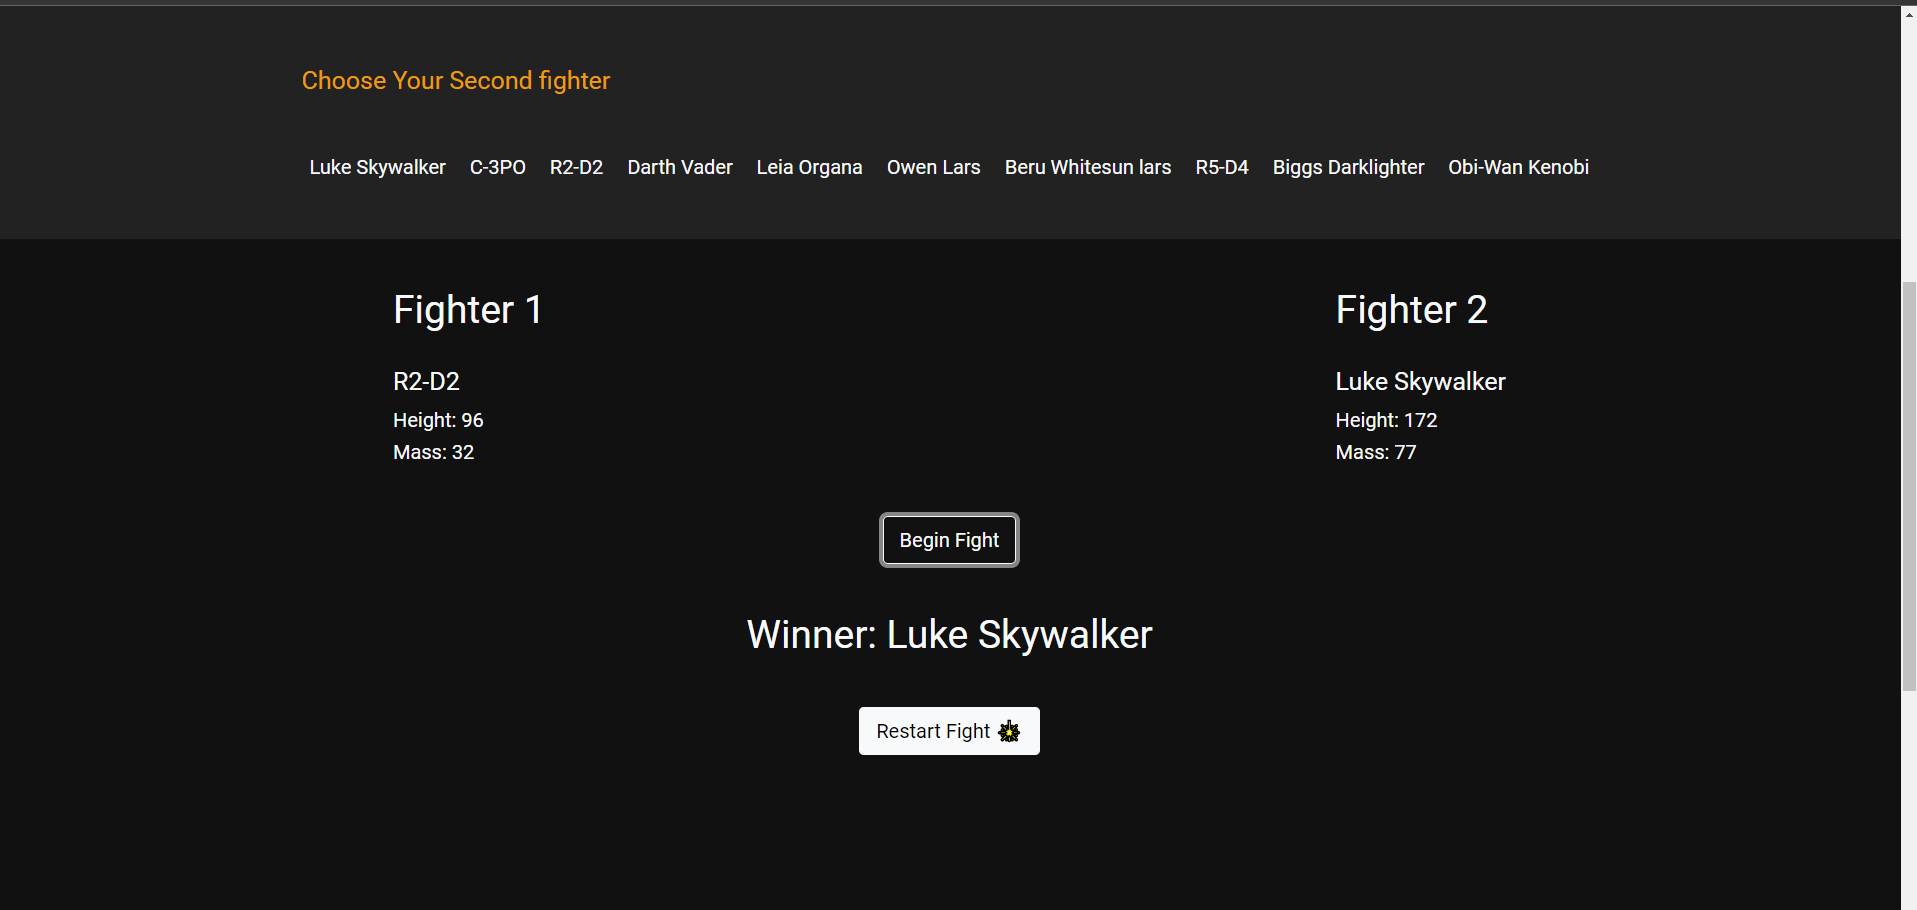 Choose Your Second fighter
Luke Skywalker C-3PO R2-D2 Darth Vader Leia Organa Owen Lars Beru Whitesun lars R5-D4 Biggs Darklighter Obi-Wan Kenobi
Fighter 1
R2-D2
Height: 96
Mass: 32
Fighter 2
Luke Skywalker
Height: 172
Mass: 77
Begin Fight
Winner: Luke Skywalker
Restart Fight